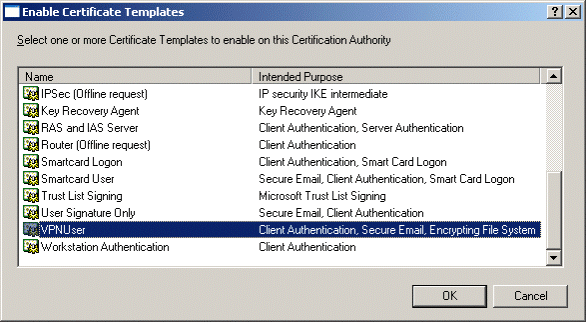 Enable Certificate Templates
Select one or more Certificate Templates to enable on this Certification Authority
Name Intended Purpose
IPSec (Offline request) IP security IKE intermediate
Key Recovery Agent Key Recovery Agent
RAS and IAS Server Client Authentication, Server Authentication
Router (Offline request) Client Authentication
Smartcard Logon Client Authentication, Smart Card Logon
Smartcard User Secure Email, Client Authentication, Smart Card Logon
Trust List Signing Microsoft Trust List Signing
User Signature Only Secure Email, Client Authentication
VPNUser Client Authentication, Secure Email, Encrypting File System
Workstation Authentication Client Authentication
OK Cancel